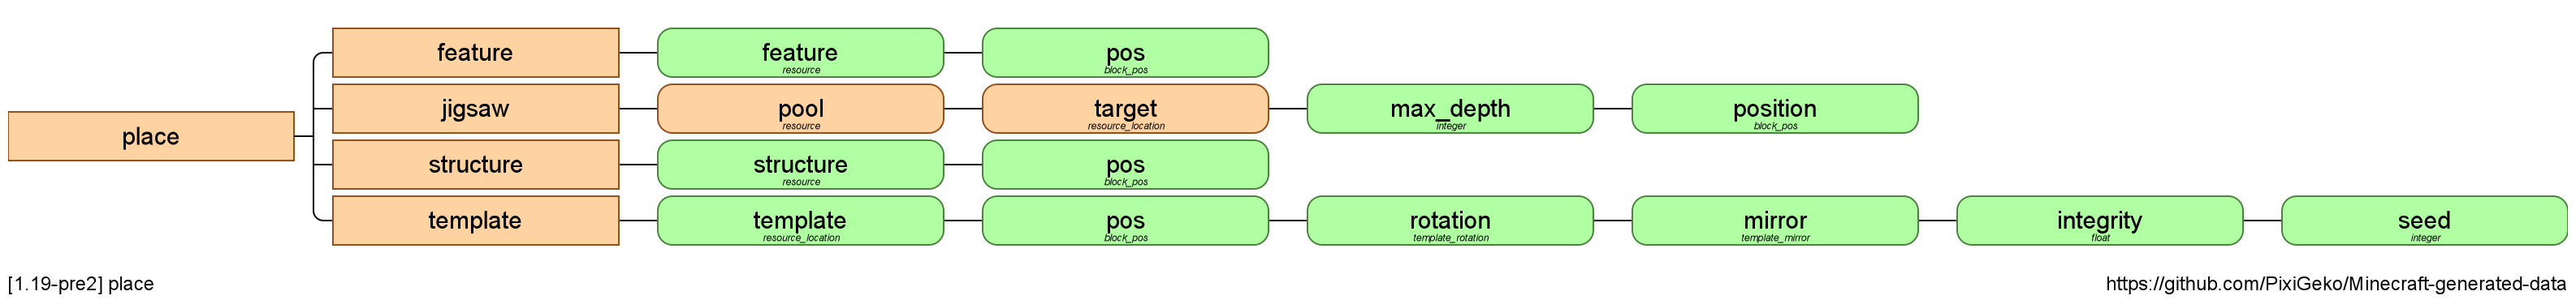 feature feature pos
resource block_pos
jigsaw pool target max_depth position
resource resource_location integer block_pos
place
structure structure pos
resource block_pos
template template pos rotation mirror integrity seed
resource_location block_pos template_rotation template_mirror float integer
[1.19-pre2] place https://github.com/PixiGeko/Minecraft-generated-data